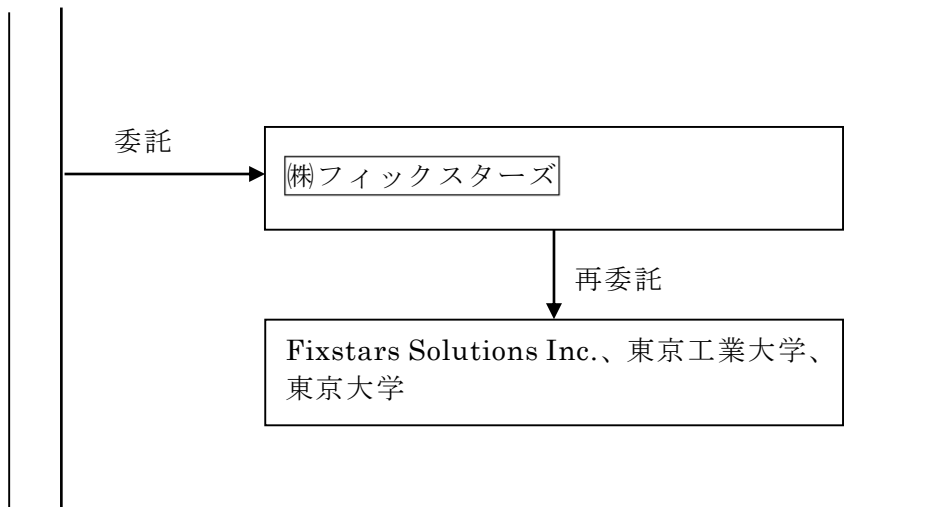 委託
㈱フィックスターズ
再委託
Fixstars Solutions Inc.、東京工業大学、
東京大学